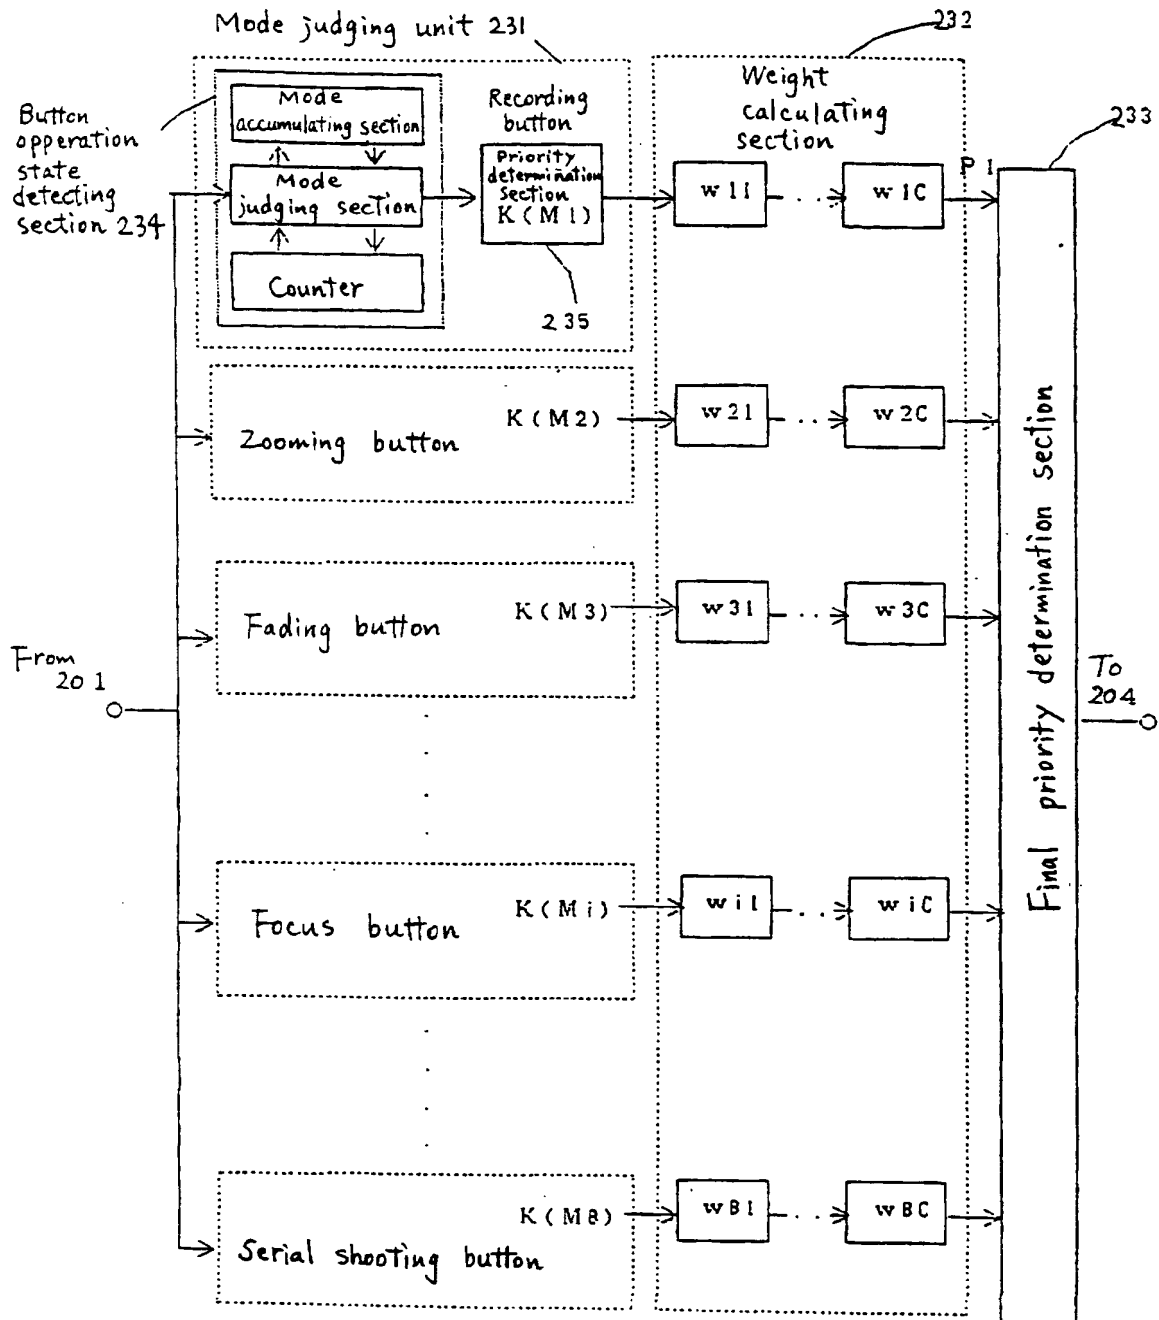 Mode judging unit 231
232
Button
opperation
state
detecting
section 234
Mode
accumulating section
Mode
judging section
Counter
Recording
button
Priority
determination
section
K(M1)
235
Weight
calculating
section
233
w11
w1C
P1
Zooming button
K(M2)
w21
w2C
Fading button
K(M3)
w31
w3C
From
201
To
204
Final priority determination section
Focus button
K(Mi)
wi1
wiC
Serial shooting button
K(MB)
wB1
wBC